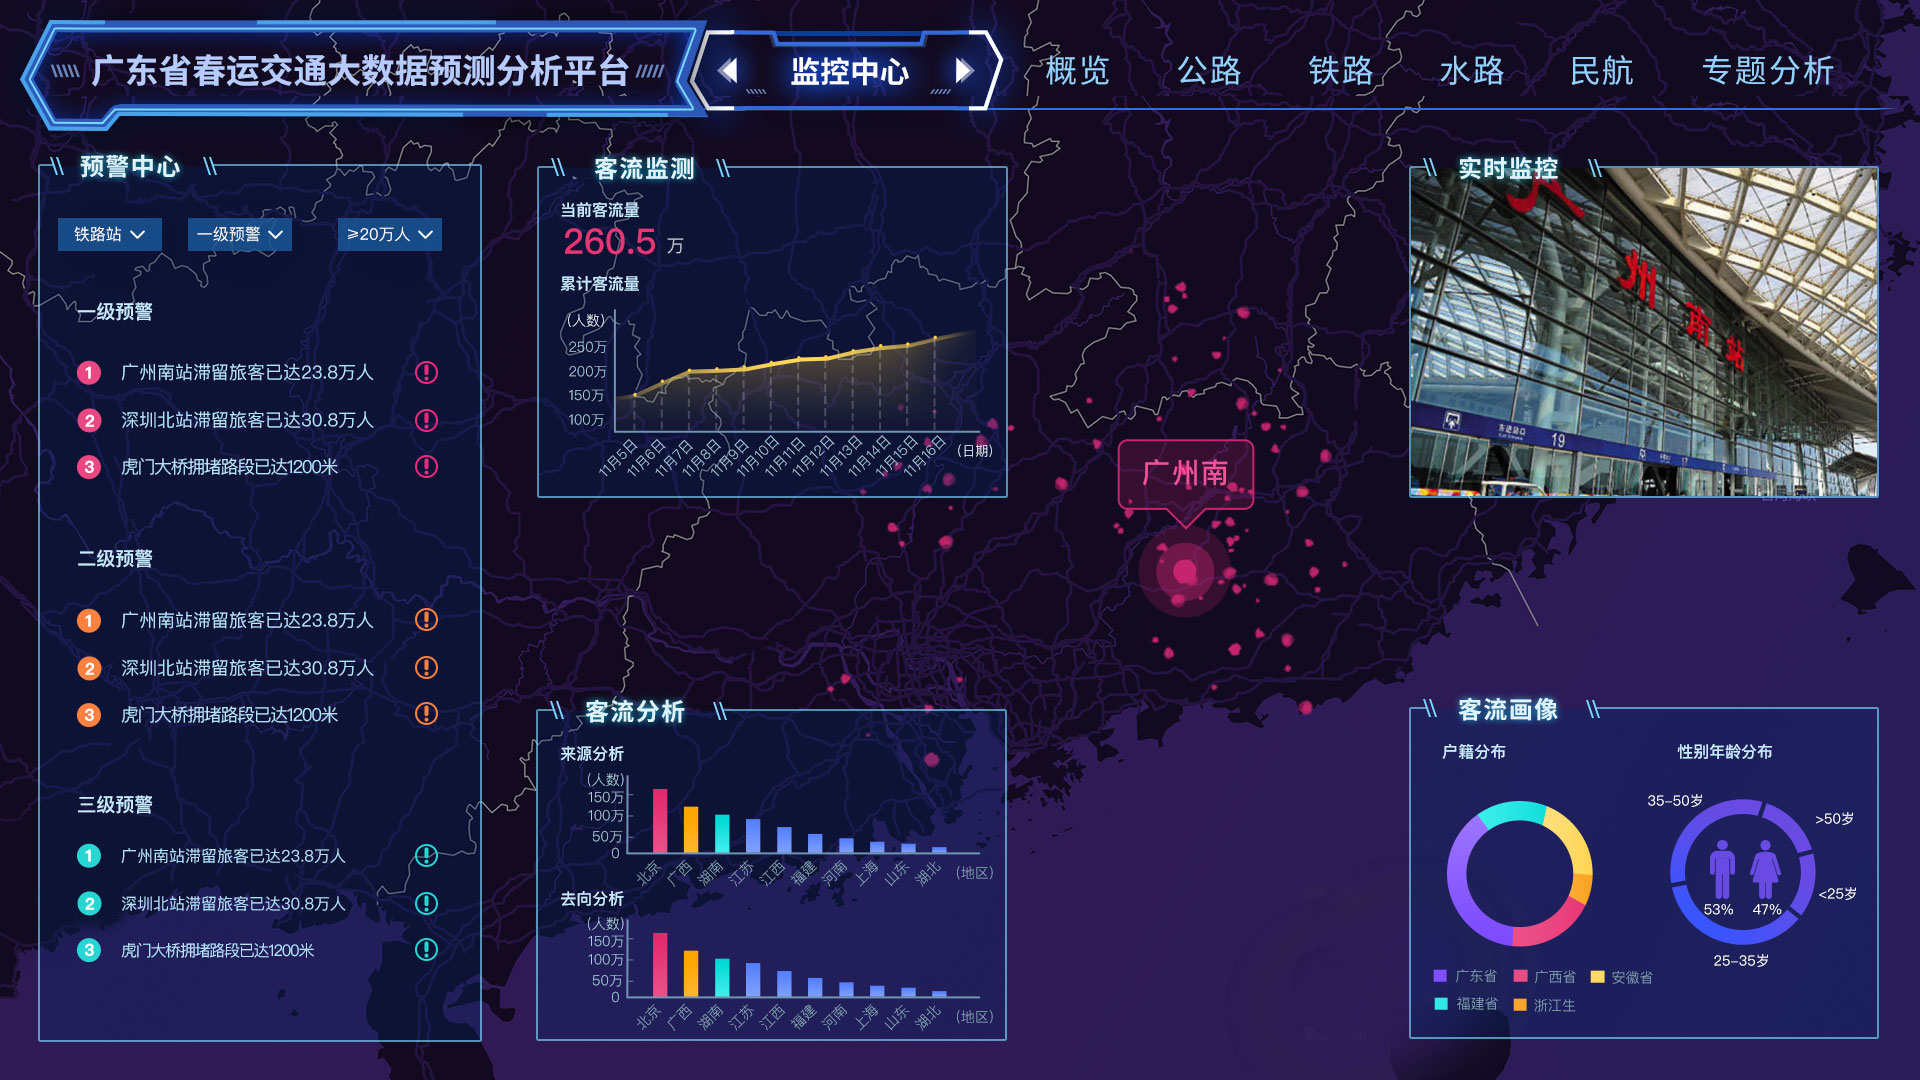 广东省春运交通大数据预测分析平台
监控中心
概览 公路 铁路 水路 民航 专题分析
预警中心
铁路站 一级预警 ≥20万人
一级预警
1 广州南站滞留旅客已达23.8万人
2 深圳北站滞留旅客已达30.8万人
3 虎门大桥拥堵路段已达1200米
二级预警
1 广州南站滞留旅客已达23.8万人
2 深圳北站滞留旅客已达30.8万人
3 虎门大桥拥堵路段已达1200米
三级预警
1 广州南站滞留旅客已达23.8万人
2 深圳北站滞留旅客已达30.8万人
3 虎门大桥拥堵路段已达1200米
客流监测
当前客流量
260.5 万
累计客流量
(人数)
250万
200万
150万
100万
11月5日 11月6日 11月7日 11月8日 11月9日 11月10日 11月11日 11月12日 11月13日 11月14日 11月15日 11月16日 (日期)
广州南
客流分析
来源分析
(人数)
150万
100万
50万
0
北京 广西 湖南 江苏 江西 福建 河南 上海 山东 湖北 (地区)
去向分析
(人数)
150万
100万
50万
0
北京 广西 湖南 江苏 江西 福建 河南 上海 山东 湖北 (地区)
实时监控
州南站
东进站口
19
17
客流画像
户籍分布
广东省 广西省 安徽省
福建省 浙江生
性别年龄分布
35-50岁
>50岁
<25岁
53% 47%
25-35岁